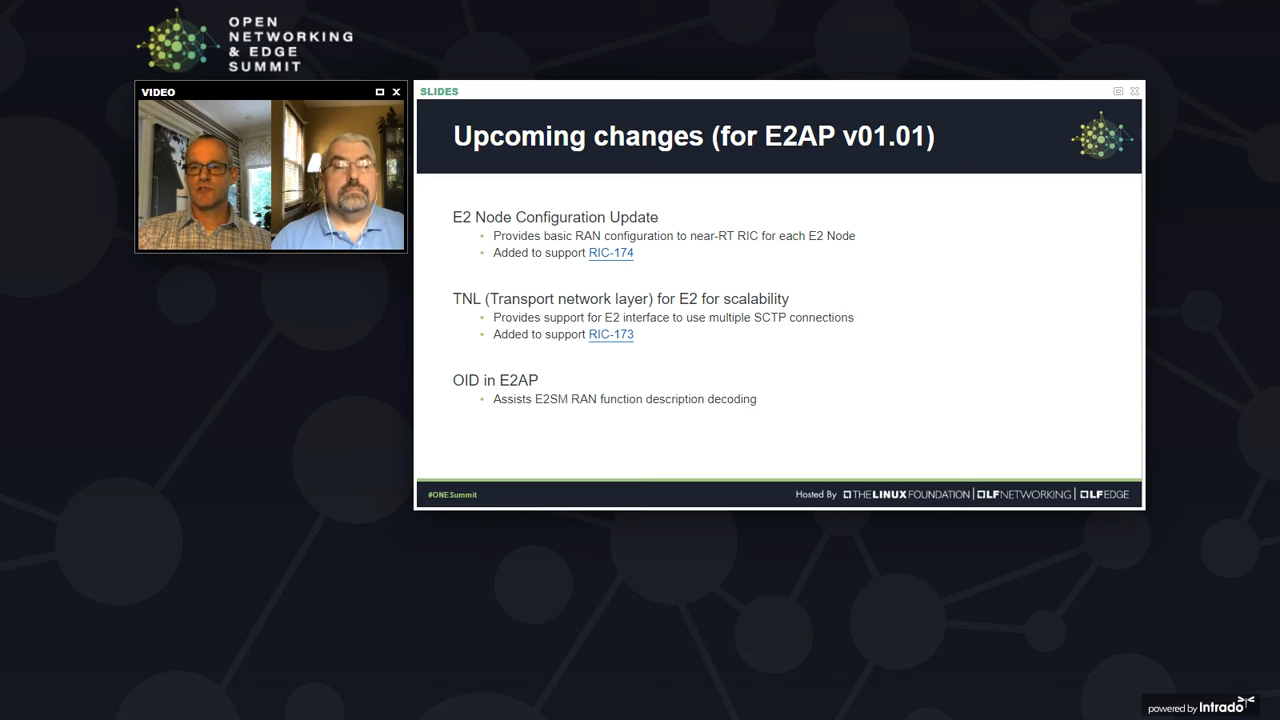 OPEN
NETWORKING
& EDGE
SUMMIT
VIDEO
SLIDES
Upcoming changes (for E2AP v01.01)
E2 Node Configuration Update
• Provides basic RAN configuration to near-RT RIC for each E2 Node
• Added to support RIC-174
TNL (Transport network layer) for E2 for scalability
• Provides support for E2 interface to use multiple SCTP connections
• Added to support RIC-173
OID in E2AP
• Assists E2SM RAN function description decoding
#ONESummit
Hosted By THE LINUX FOUNDATION | LF NETWORKING | LF EDGE
powered by Intrado